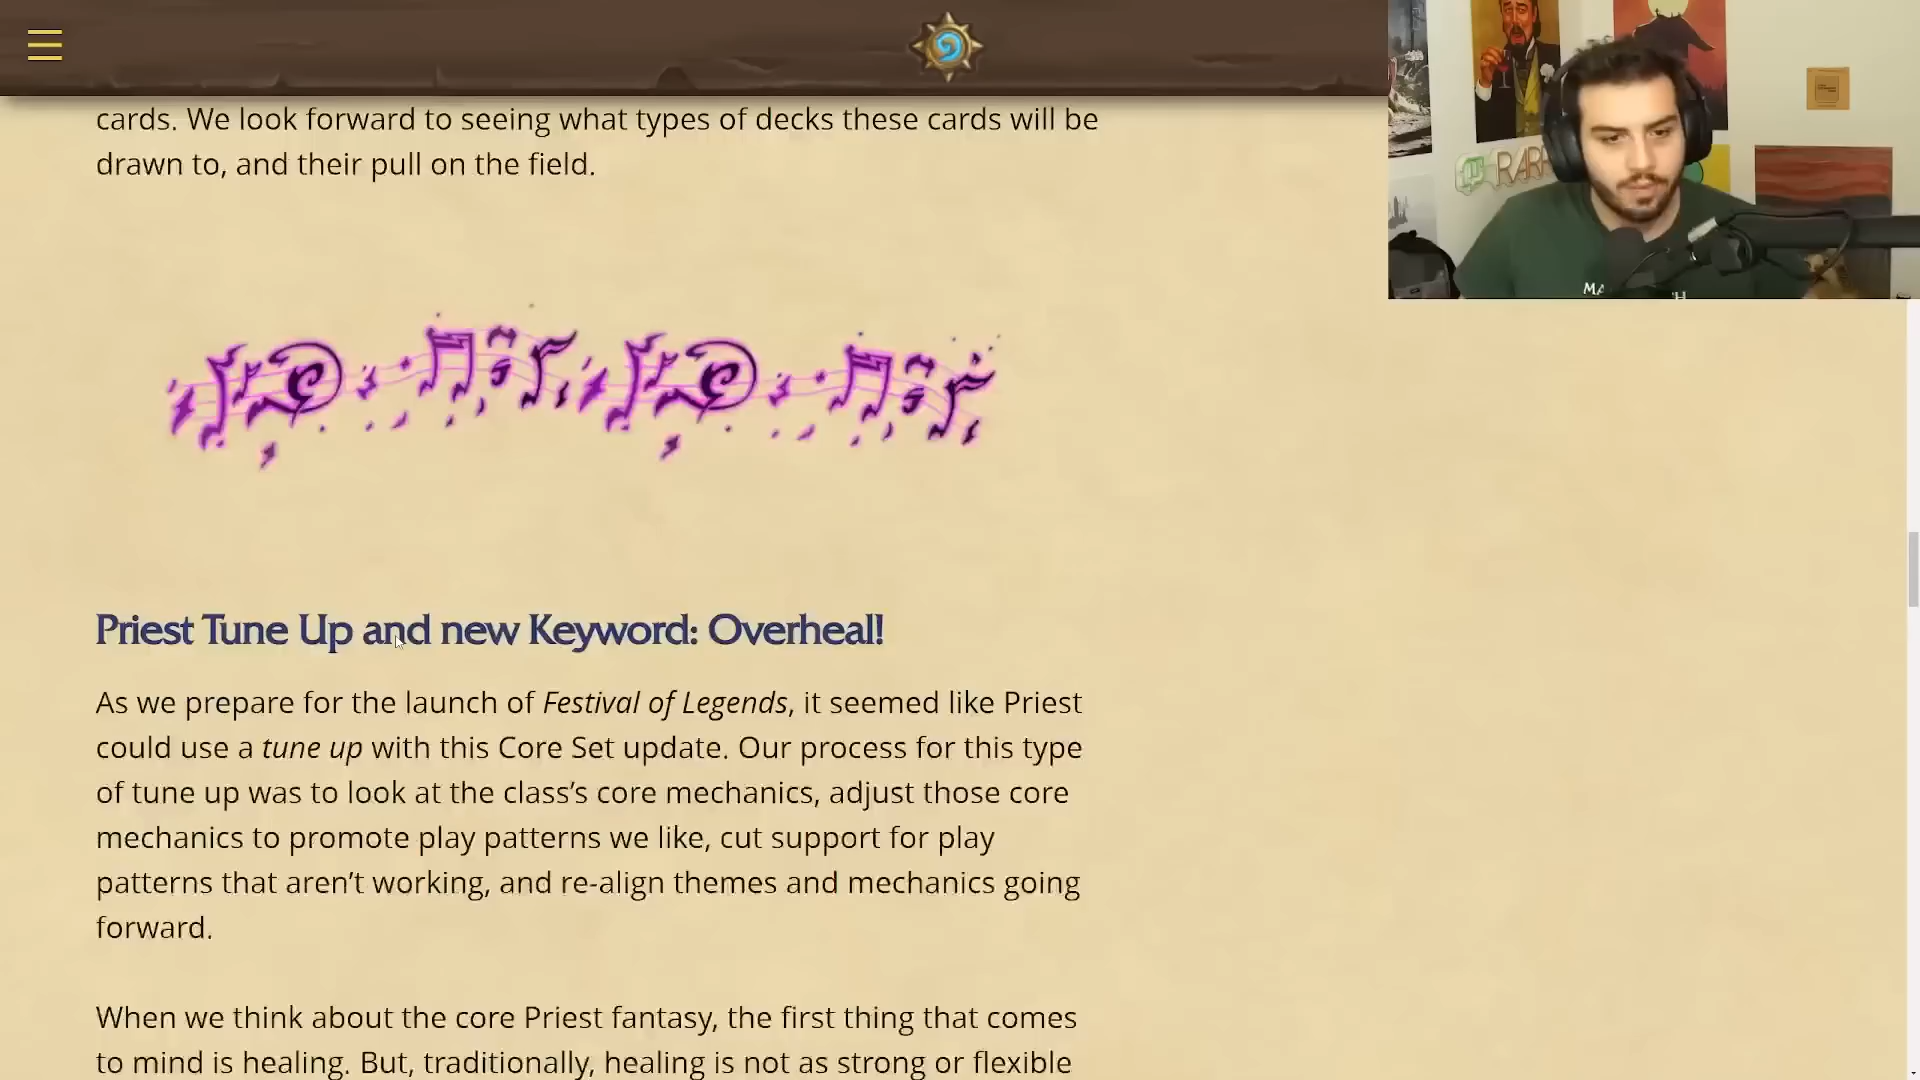 cards. We look forward to seeing what types of decks these cards will be
drawn to, and their pull on the field.
Priest Tune Up and new Keyword: Overheal!
As we prepare for the launch of Festival of Legends, it seemed like Priest
could use a tune up with this Core Set update. Our process for this type
of tune up was to look at the class’s core mechanics, adjust those core
mechanics to promote play patterns we like, cut support for play
patterns that aren’t working, and re-align themes and mechanics going
forward.
When we think about the core Priest fantasy, the first thing that comes
to mind is healing. But, traditionally, healing is not as strong or flexible